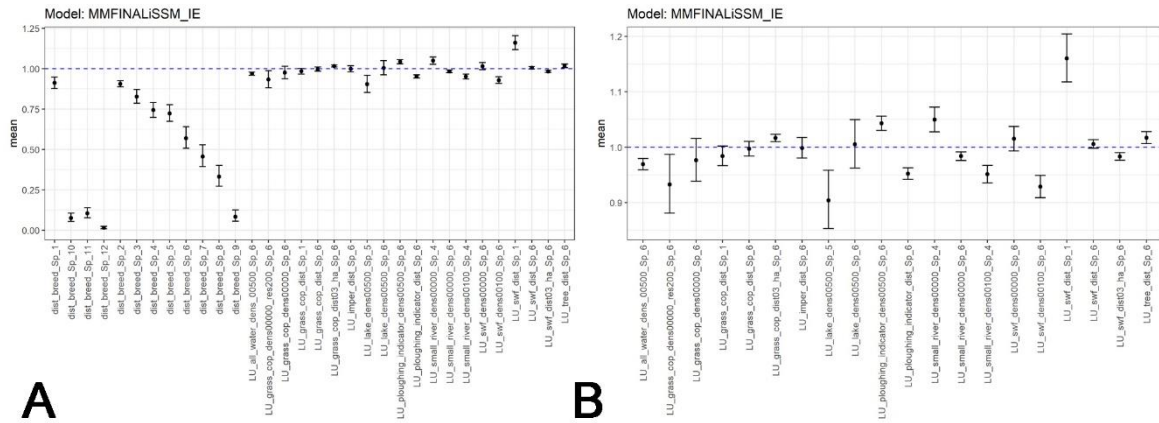 Model: MMFINALiSSM_IE
mean
1.25
1.00
0.75
0.50
0.25
0.00
dist_breed_Sp_1
dist_breed_Sp_10
dist_breed_Sp_11
dist_breed_Sp_12
dist_breed_Sp_2
dist_breed_Sp_3
dist_breed_Sp_4
dist_breed_Sp_5
dist_breed_Sp_6
dist_breed_Sp_7
dist_breed_Sp_8
dist_breed_Sp_9
LU_all_water_dens_00500_Sp_6
LU_grass_cop_dens00000_res200_Sp_6
LU_grass_cop_dens00000_Sp_6
LU_grass_cop_dist_Sp_1
LU_grass_cop_dist_Sp_6
LU_grass_cop_dist03_ha_Sp_6
LU_imper_dist_Sp_6
LU_lake_dens00500_Sp_5
LU_lake_dens00500_Sp_6
LU_ploughing_indicator_dens00500_Sp_6
LU_ploughing_indicator_dist_Sp_6
LU_small_river_dens00000_Sp_4
LU_small_river_dens00000_Sp_6
LU_small_river_dens00100_Sp_4
LU_swf_dens00000_Sp_6
LU_swf_dens00100_Sp_6
LU_swf_dist_Sp_1
LU_swf_dist_Sp_6
LU_swf_dist03_ha_Sp_6
LU_tree_dist_Sp_6
A
Model: MMFINALiSSM_IE
mean
1.2
1.1
1.0
0.9
LU_all_water_dens_00500_Sp_6
LU_grass_cop_dens00000_res200_Sp_6
LU_grass_cop_dens00000_Sp_6
LU_grass_cop_dist_Sp_1
LU_grass_cop_dist_Sp_6
LU_grass_cop_dist03_ha_Sp_6
LU_imper_dist_Sp_6
LU_lake_dens00500_Sp_5
LU_lake_dens00500_Sp_6
LU_ploughing_indicator_dens00500_Sp_6
LU_ploughing_indicator_dist_Sp_6
LU_small_river_dens00000_Sp_4
LU_small_river_dens00000_Sp_6
LU_small_river_dens00100_Sp_4
LU_swf_dens00000_Sp_6
LU_swf_dens00100_Sp_6
LU_swf_dist_Sp_1
LU_swf_dist_Sp_6
LU_swf_dist03_ha_Sp_6
LU_tree_dist_Sp_6
B